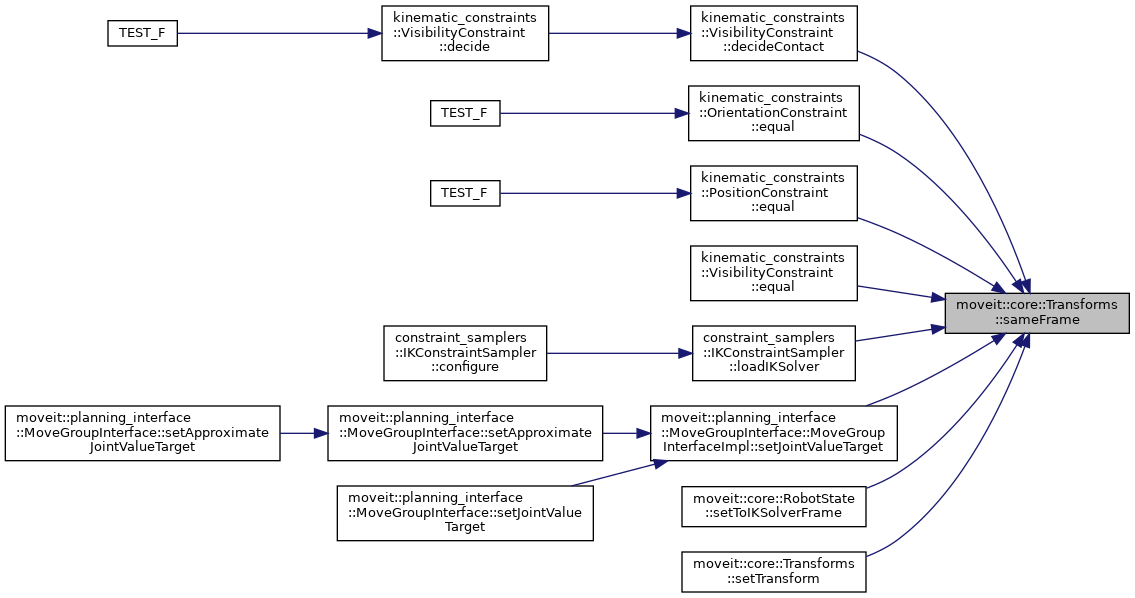 TEST_F
kinematic_constraints
::VisibilityConstraint
::decide
kinematic_constraints
::VisibilityConstraint
::decideContact
TEST_F
kinematic_constraints
::OrientationConstraint
::equal
TEST_F
kinematic_constraints
::PositionConstraint
::equal
kinematic_constraints
::VisibilityConstraint
::equal
moveit::core::Transforms
::sameFrame
constraint_samplers
::IKConstraintSampler
::configure
constraint_samplers
::IKConstraintSampler
::loadIKSolver
moveit::planning_interface
::MoveGroupInterface::setApproximate
JointValueTarget
moveit::planning_interface
::MoveGroupInterface::setApproximate
JointValueTarget
moveit::planning_interface
::MoveGroupInterface::MoveGroup
InterfaceImpl::setJointValueTarget
moveit::planning_interface
::MoveGroupInterface::setJointValue
Target
moveit::core::RobotState
::setToIKSolverFrame
moveit::core::Transforms
::setTransform